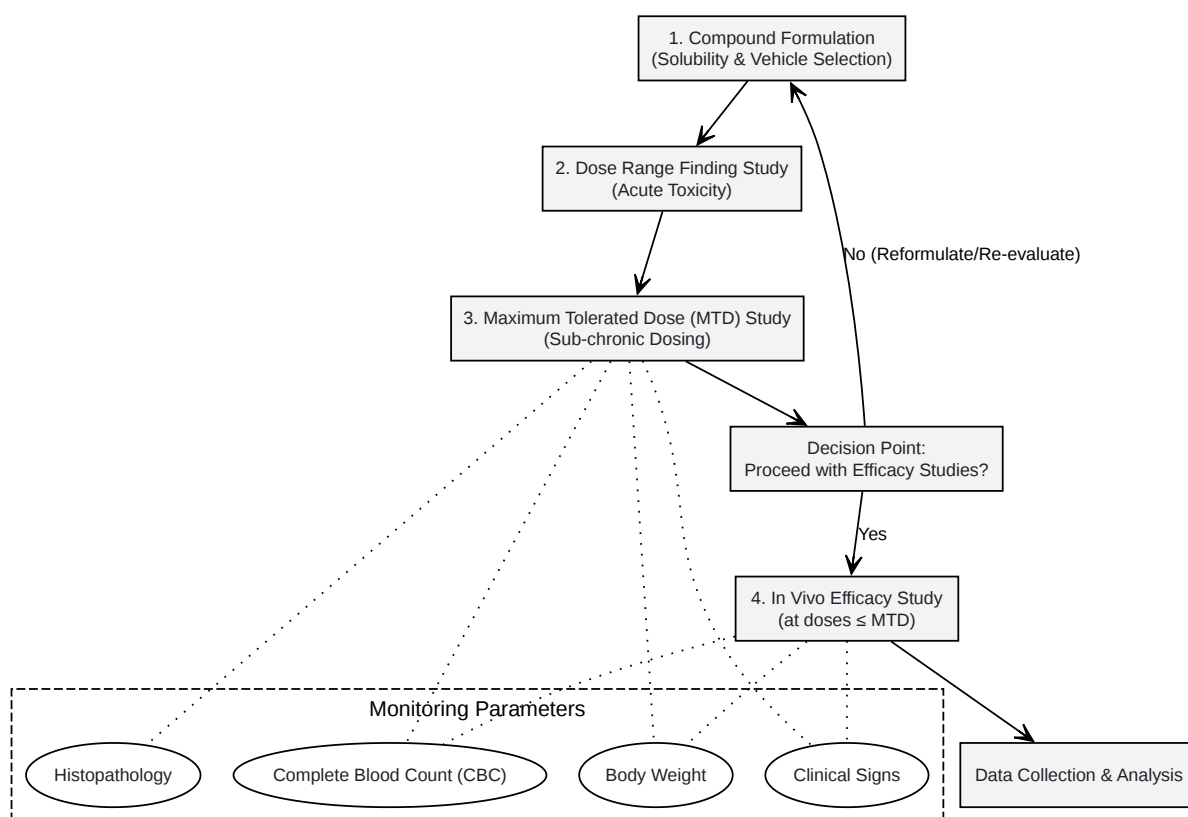 1. Compound Formulation
(Solubility & Vehicle Selection)
2. Dose Range Finding Study
(Acute Toxicity)
No (Reformulate/Re-evaluate)
3. Maximum Tolerated Dose (MTD) Study
(Sub-chronic Dosing)
Decision Point:
Proceed with Efficacy Studies?
Yes
4. In Vivo Efficacy Study
(at doses ≤ MTD)
Monitoring Parameters
Histopathology
Complete Blood Count (CBC)
Body Weight
Clinical Signs
Data Collection & Analysis